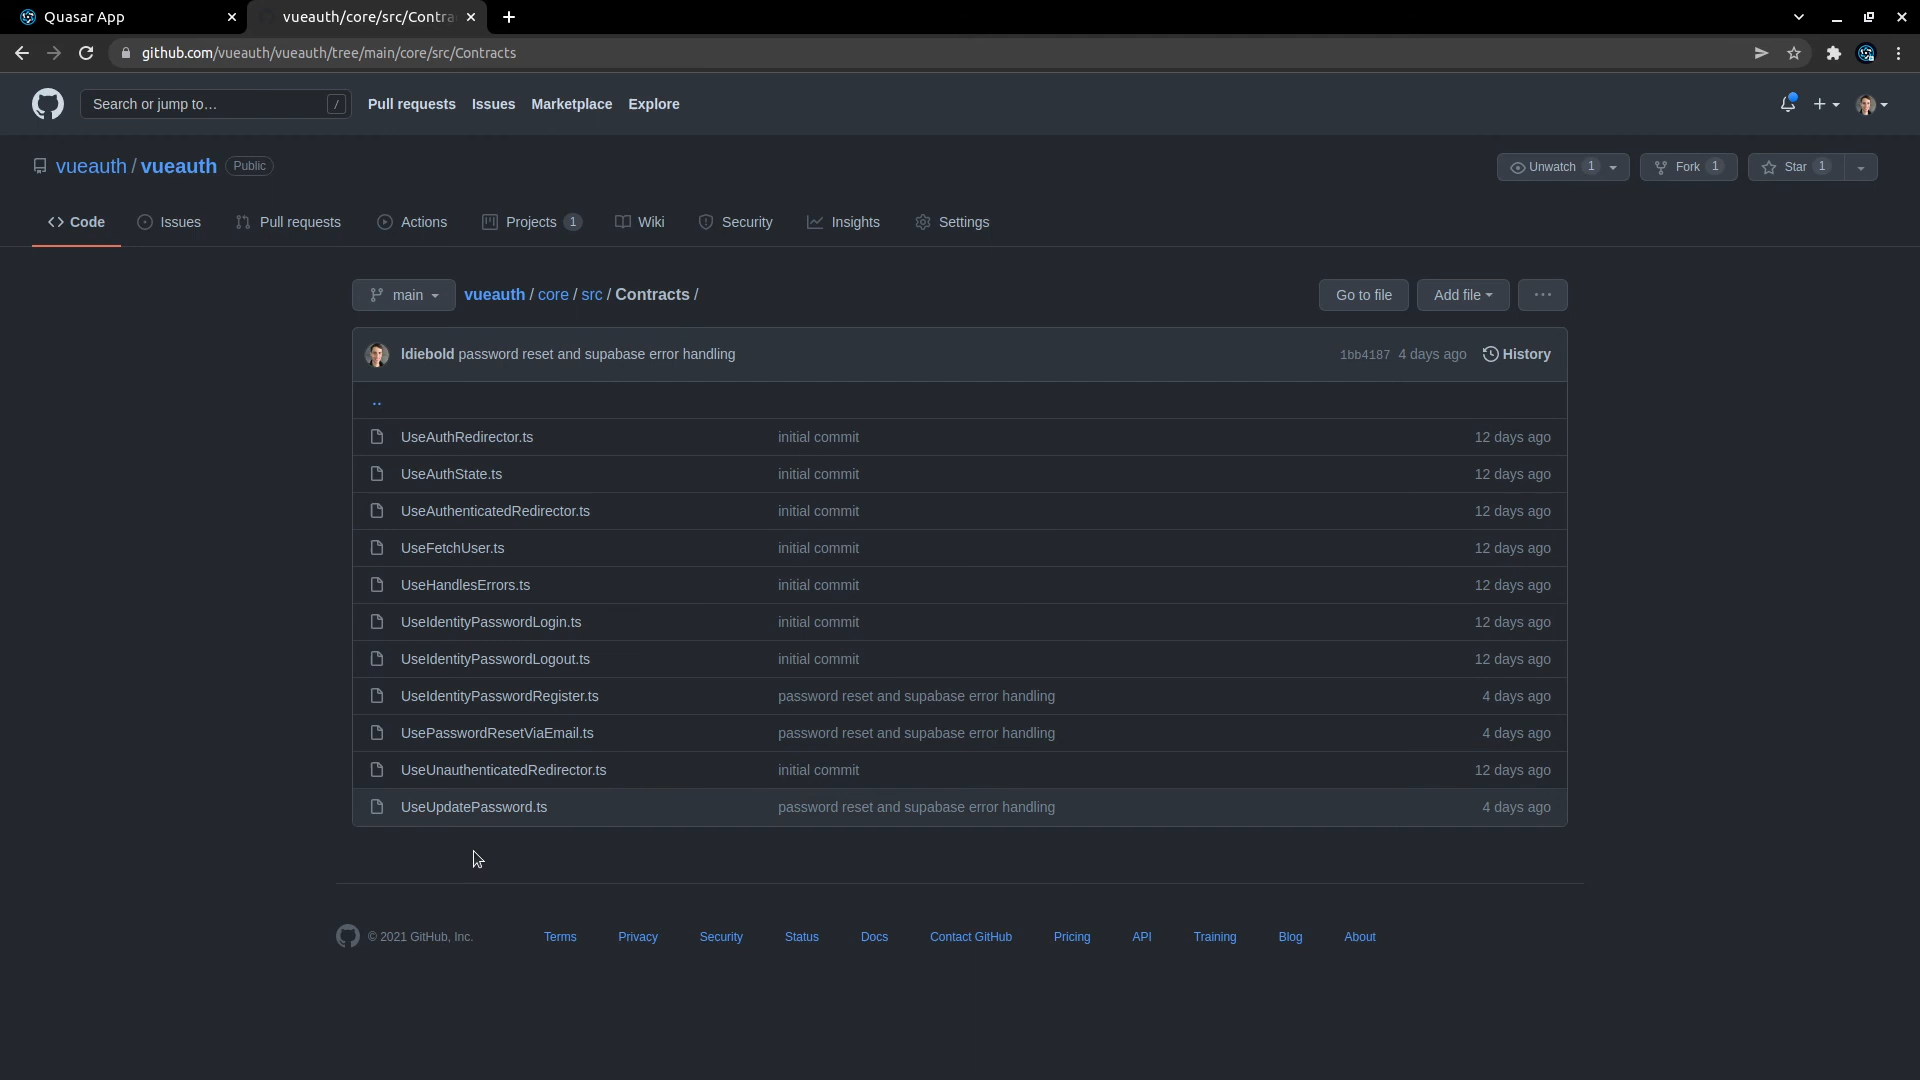 Quasar App
vueauth/core/src/Contra
github.com/vueauth/vueauth/tree/main/core/src/Contracts
Search or jump to… /
Pull requests Issues Marketplace Explore
vueauth / vueauth Public
Unwatch 1 Fork 1 Star 1
Code Issues Pull requests Actions Projects 1 Wiki Security Insights Settings
main vueauth / core / src / Contracts / Go to file Add file
ldiebold password reset and supabase error handling 1bb4187 4 days ago History
..
UseAuthRedirector.ts initial commit 12 days ago
UseAuthState.ts initial commit 12 days ago
UseAuthenticatedRedirector.ts initial commit 12 days ago
UseFetchUser.ts initial commit 12 days ago
UseHandlesErrors.ts initial commit 12 days ago
UseIdentityPasswordLogin.ts initial commit 12 days ago
UseIdentityPasswordLogout.ts initial commit 12 days ago
UseIdentityPasswordRegister.ts password reset and supabase error handling 4 days ago
UsePasswordResetViaEmail.ts password reset and supabase error handling 4 days ago
UseUnauthenticatedRedirector.ts initial commit 12 days ago
UseUpdatePassword.ts password reset and supabase error handling 4 days ago
© 2021 GitHub, Inc. Terms Privacy Security Status Docs Contact GitHub Pricing API Training Blog About